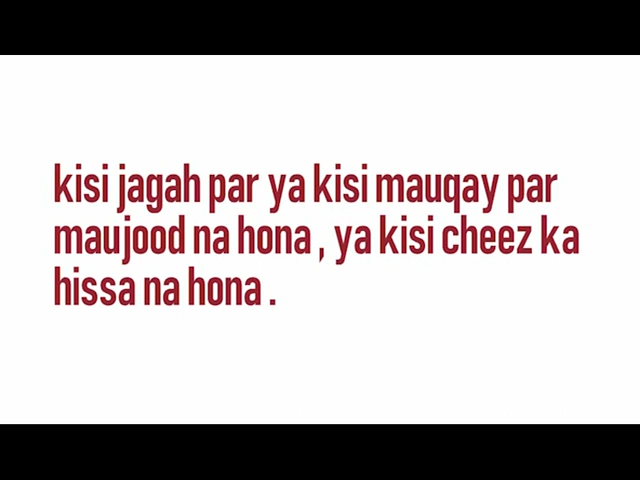 kisi jagah par ya kisi mauqay par
maujood na hona , ya kisi cheez ka
hissa na hona .